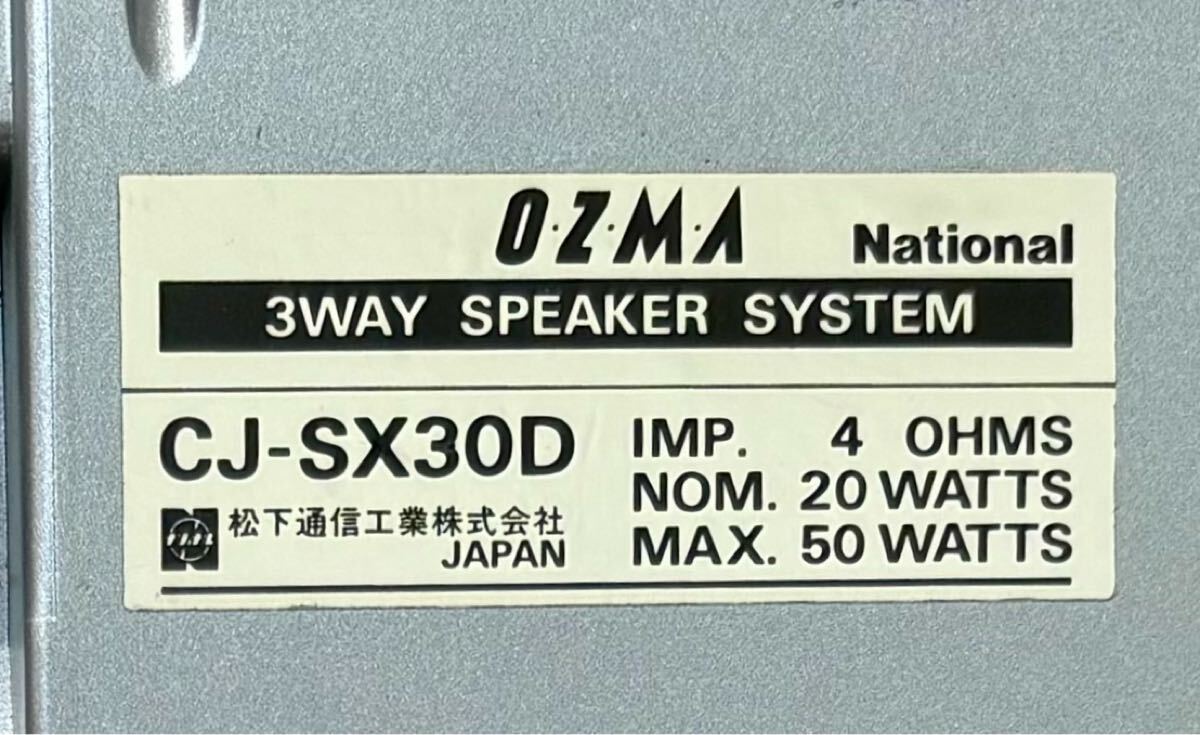 O·Z·M·A National
3WAY SPEAKER SYSTEM
CJ-SX30D
IMP. 4 OHMS
NOM. 20 WATTS
MAX. 50 WATTS
松下通信工業株式会社
JAPAN